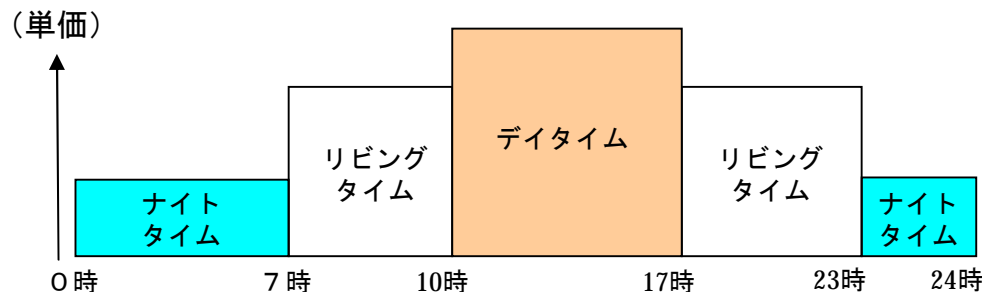 （単価）
デイタイム
リビング
タイム
リビング
タイム
ナイト
タイム
ナイト
タイム
０時
７時
10時
17時
23時
24時